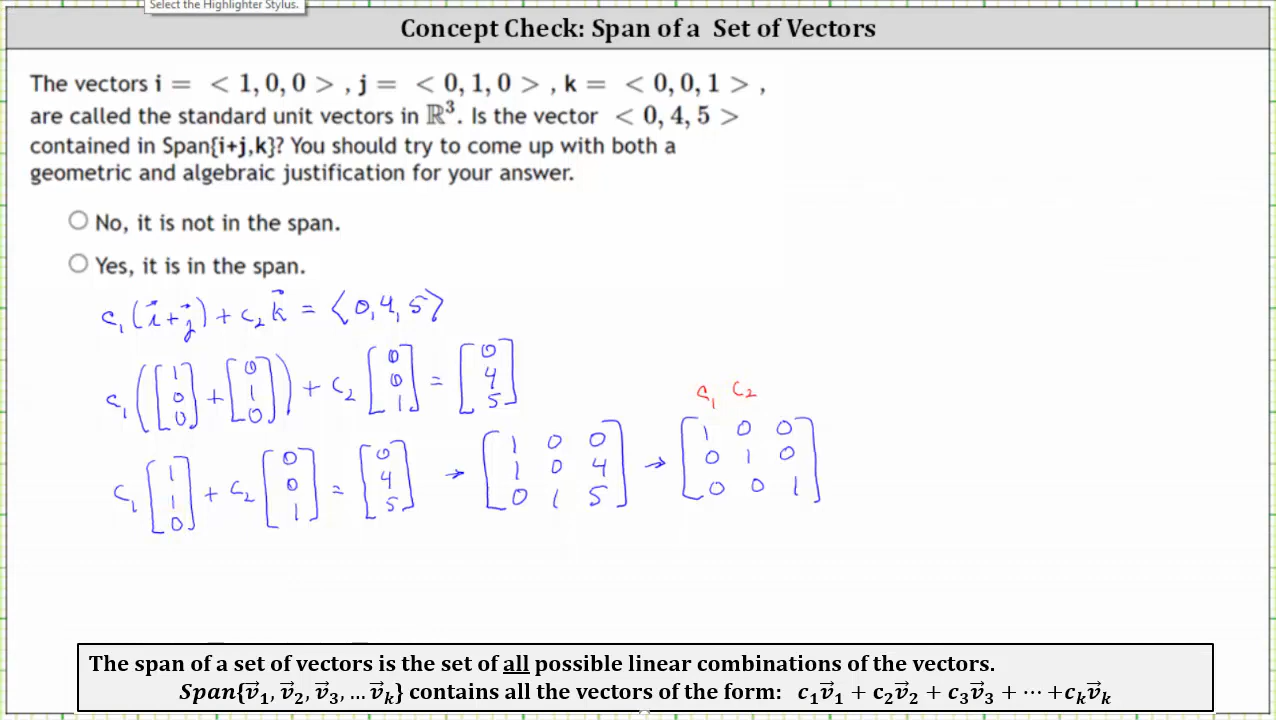 Select the Highlighter Stylus.
Concept Check: Span of a Set of Vectors
The vectors i = < 1, 0, 0 > , j = < 0, 1, 0 > , k = < 0, 0, 1 > ,
are called the standard unit vectors in ℝ³. Is the vector < 0, 4, 5 >
contained in Span{i+j,k}? You should try to come up with both a
geometric and algebraic justification for your answer.
No, it is not in the span.
Yes, it is in the span.
c₁(i⃗+j⃗) + c₂ k⃗ = ⟨0,4,5⟩
c₁([1 0 0] + [0 1 0]) + c₂ [0 0 1] = [0 4 5]
c₁ [1 1 0] + c₂ [0 0 1] = [0 4 5] → [1 0 0
1 0 4
0 1 5] → [1 0 0
0 1 0
0 0 1]
c₁ c₂
The span of a set of vectors is the set of all possible linear combinations of the vectors.
Span{v⃗₁, v⃗₂, v⃗₃, … v⃗ₖ} contains all the vectors of the form: c₁v⃗₁ + c₂v⃗₂ + c₃v⃗₃ + ⋯ +cₖv⃗ₖ